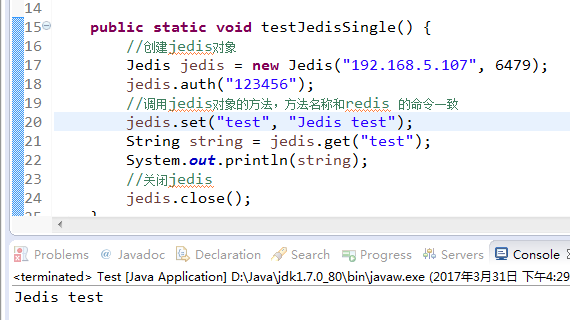 14
15 public static void testJedisSingle() {
16 //创建jedis对象
17 Jedis jedis = new Jedis("192.168.5.107", 6479);
18 jedis.auth("123456");
19 //调用jedis对象的方法，方法名称和redis 的命令一致
20 jedis.set("test", "Jedis test");
21 String string = jedis.get("test");
22 System.out.println(string);
23 //关闭jedis
24 jedis.close();
25 }
Problems @ Javadoc Declaration Search Progress Servers Console
<terminated> Test [Java Application] D:\Java\jdk1.7.0_80\bin\javaw.exe (2017年3月31日 下午4:29
Jedis test